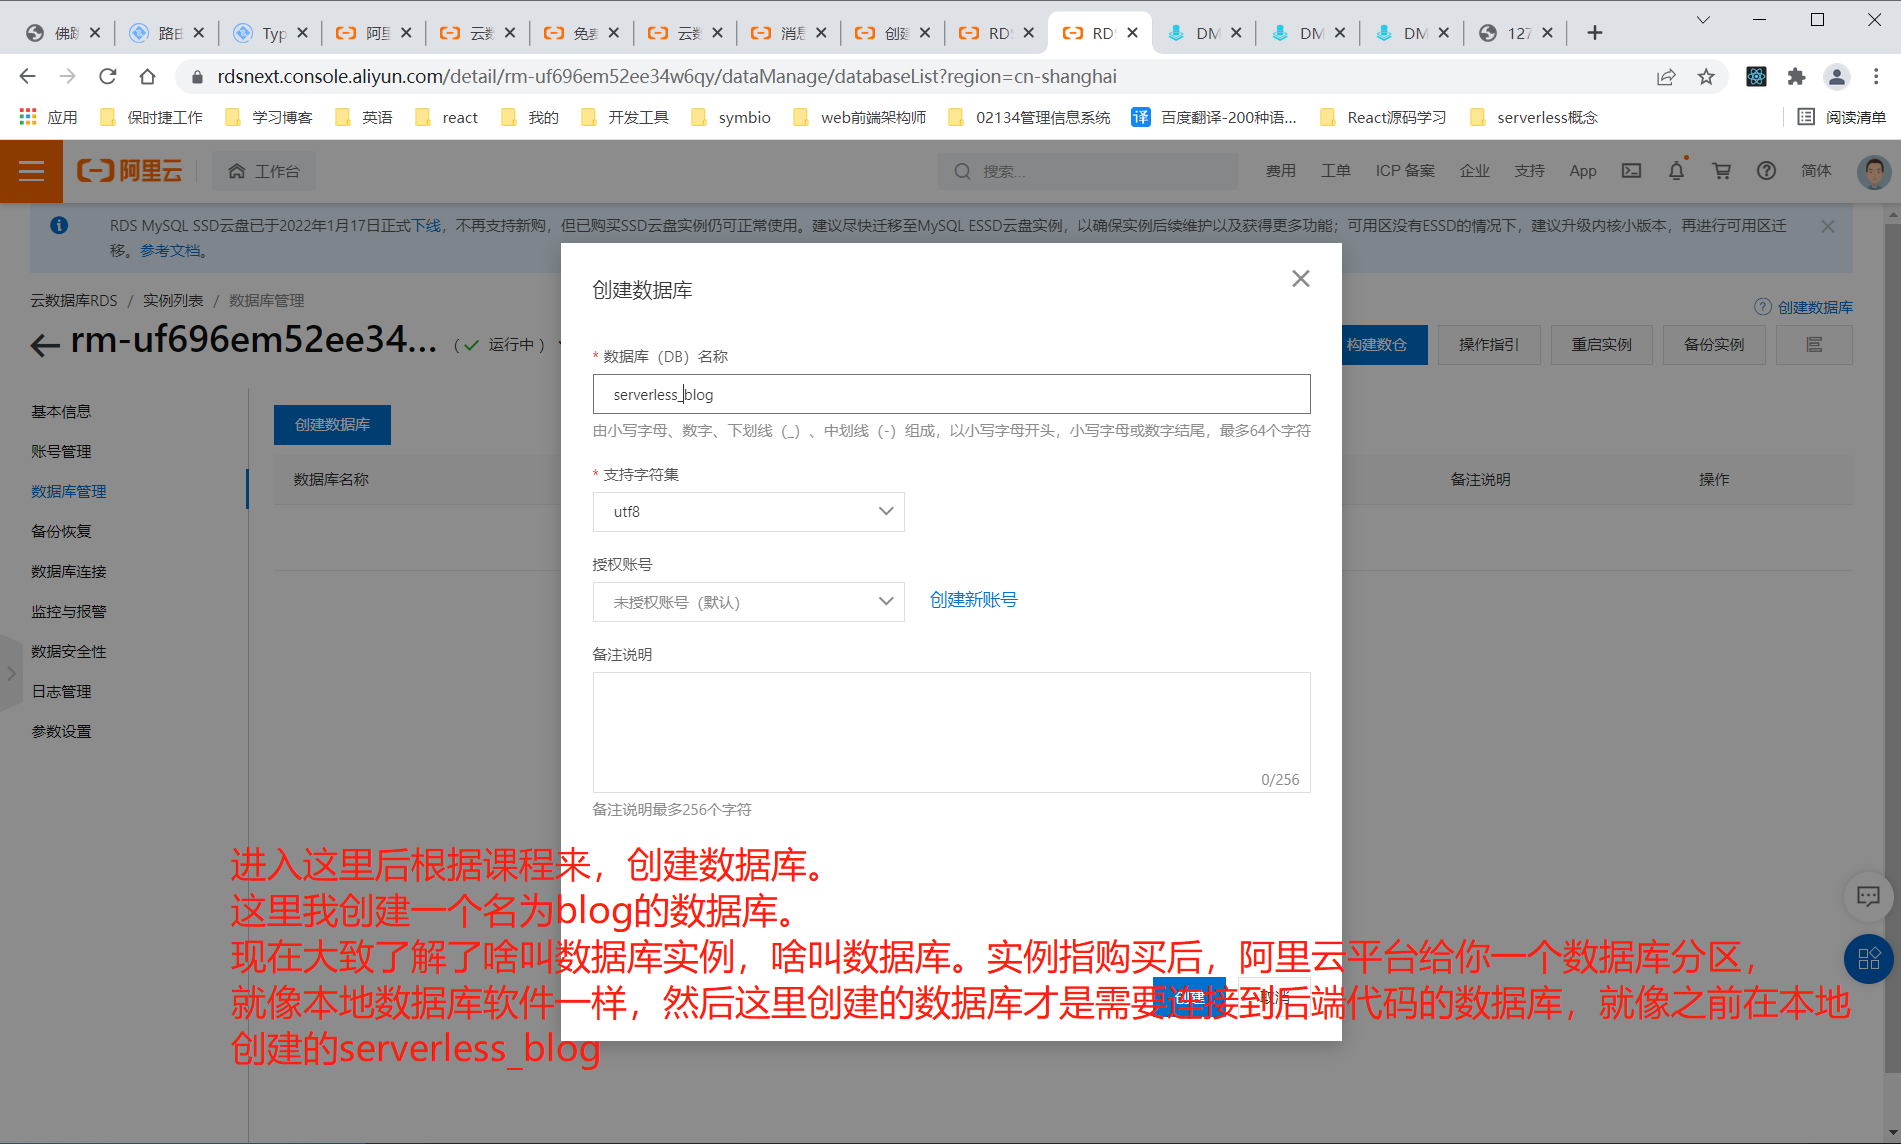 佛跳
路由
Typ
阿里
云数
免费
云数
消息
创建
RDS
RDS
DM
DM
DM
127
rdsnext.console.aliyun.com/detail/rm-uf696em52ee34w6qy/dataManage/databaseList?region=cn-shanghai
应用
保时捷工作
学习博客
英语
react
我的
开发工具
symbio
web前端架构师
02134管理信息系统
译 百度翻译-200种语...
React源码学习
serverless概念
阅读清单
阿里云
工作台
搜索...
费用
工单
ICP 备案
企业
支持
App
简体
RDS MySQL SSD云盘已于2022年1月17日正式下线，不再支持新购，但已购买SSD云盘实例仍可正常使用。建议尽快迁移至MySQL ESSD云盘实例，以确保实例后续维护以及获得更多功能；可用区没有ESSD的情况下，建议升级内核小版本，再进行可用区迁
移。参考文档。
云数据库RDS / 实例列表 / 数据库管理
创建数据库
rm-uf696em52ee34... （ 运行中 ）
构建数仓
操作指引
重启实例
备份实例
基本信息
账号管理
数据库管理
备份恢复
数据库连接
监控与报警
数据安全性
日志管理
参数设置
创建数据库
数据库名称
备注说明
操作
创建数据库
* 数据库（DB）名称
serverless_blog
由小写字母、数字、下划线（_）、中划线（-）组成，以小写字母开头，小写字母或数字结尾，最多64个字符
* 支持字符集
utf8
授权账号
未授权账号（默认）
创建新账号
备注说明
0/256
备注说明最多256个字符
创建
取消
进入这里后根据课程来，创建数据库。
这里我创建一个名为blog的数据库。
现在大致了解了啥叫数据库实例，啥叫数据库。实例指购买后，阿里云平台给你一个数据库分区，
就像本地数据库软件一样，然后这里创建的数据库才是需要连接到后端代码的数据库，就像之前在本地
创建的serverless_blog